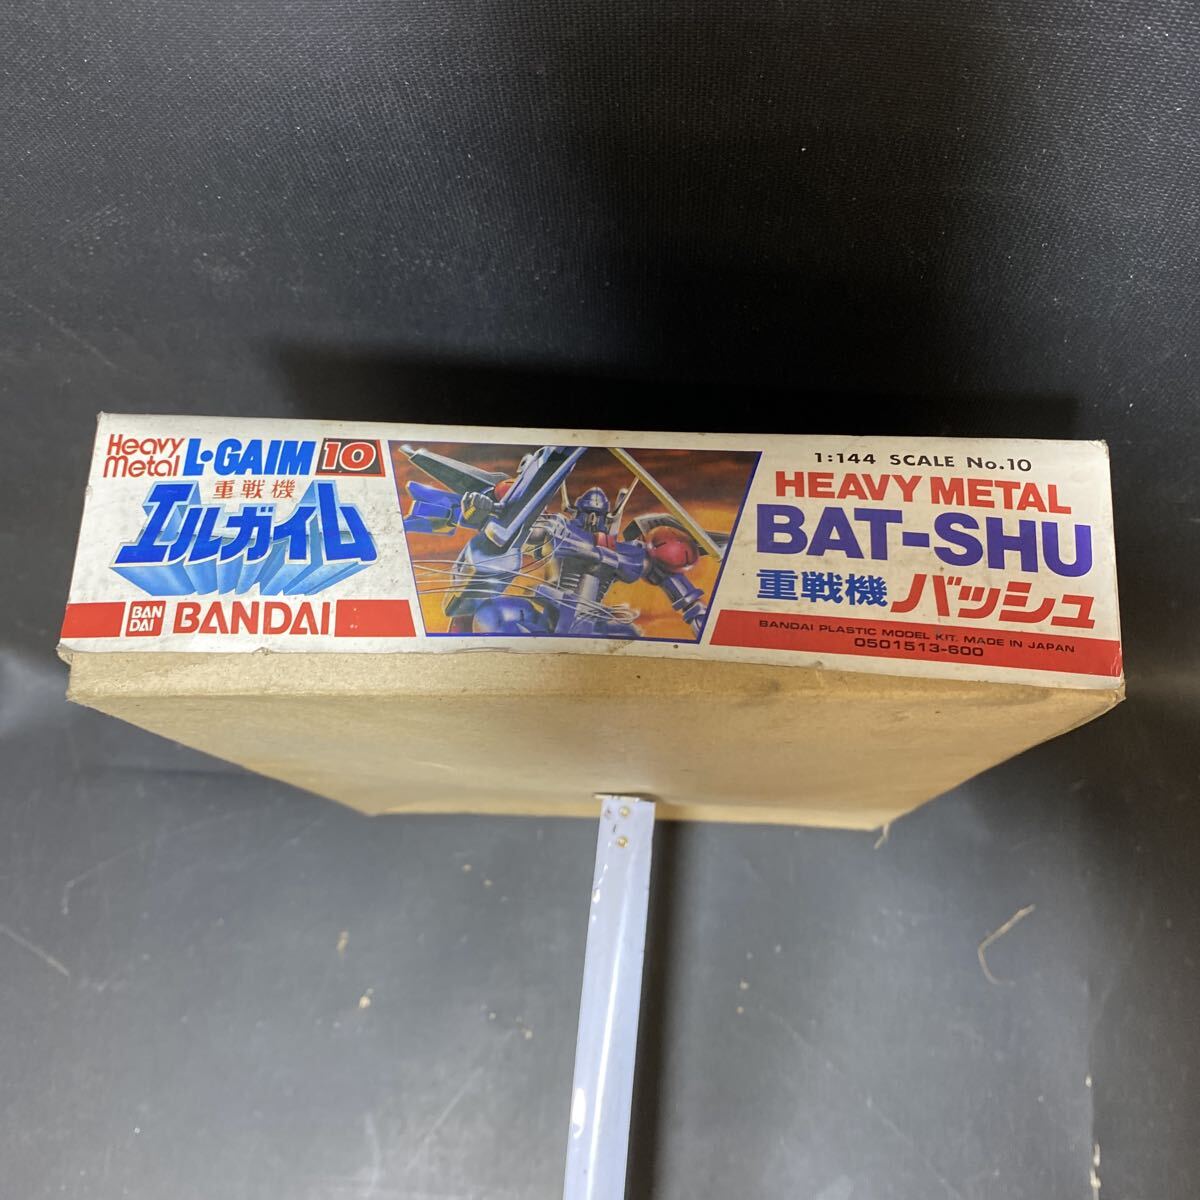 Heavy Metal L·GAIM 10
重戦機
エルガイム
BAN DAI BANDAI
1:144 SCALE No.10
HEAVY METAL
BAT-SHU
重戦機 バッシュ
BANDAI PLASTIC MODEL KIT. MADE IN JAPAN
0501513-600